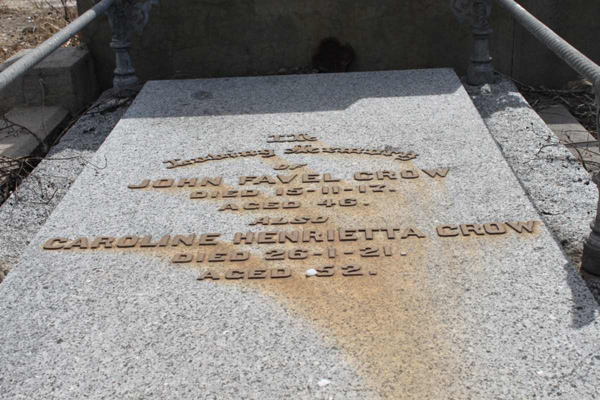 In
Loving Memory
of
JOHN FAVEL CROW
DIED 15-11-17.
AGED 46.
ALSO
CAROLINE HENRIETTA CROW
DIED 26-1-21.
AGED 52.